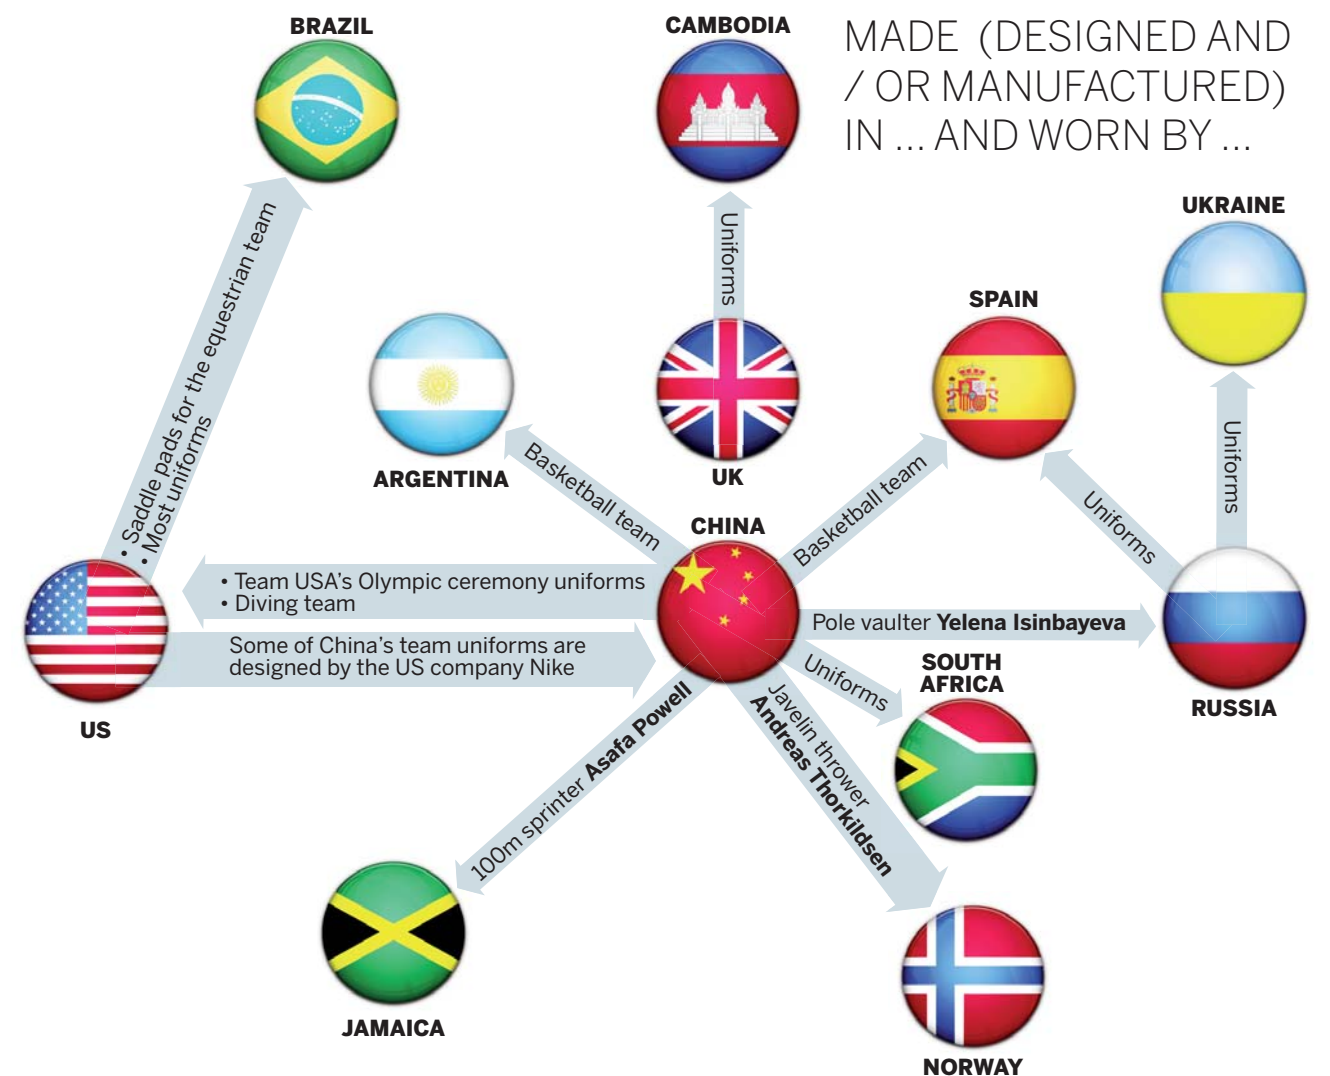 BRAZIL
CAMBODIA
MADE (DESIGNED AND
/ OR MANUFACTURED)
IN ... AND WORN BY ...
UKRAINE
SPAIN
Uniforms
• Saddle pads for the equestrian team
• Most uniforms
ARGENTINA
UK
Basketball team
CHINA
Basketball team
Uniforms
Uniforms
• Team USA's Olympic ceremony uniforms
• Diving team
Some of China's team uniforms are
designed by the US company Nike
Pole vaulter Yelena Isinbayeva
Uniforms
SOUTH
AFRICA
RUSSIA
US
100m sprinter Asafa Powell
Javelin thrower
Andreas Thorkildsen
JAMAICA
NORWAY